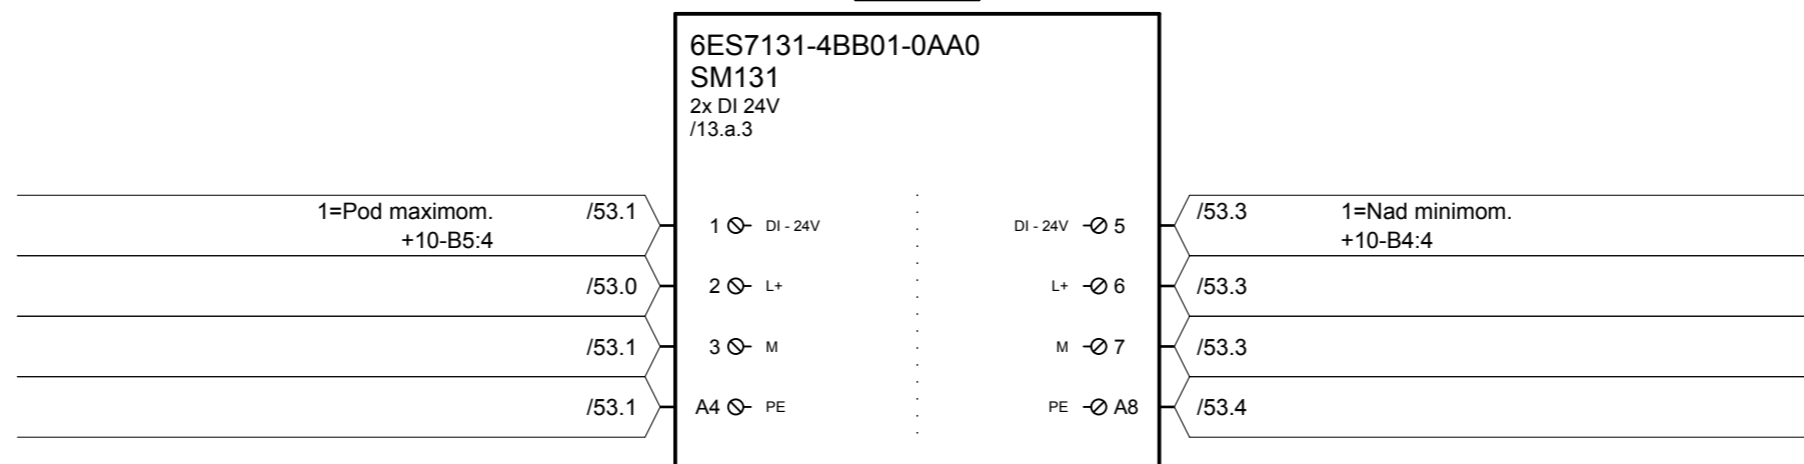 6ES7131-4BB01-0AA0
SM131
2x DI 24V
/13.a.3
1=Pod maximom. /53.1 1 DI - 24V DI - 24V 5 /53.3 1=Nad minimom.
+10-B5:4 +10-B4:4
/53.0 2 L+ L+ 6 /53.3
/53.1 3 M M 7 /53.3
/53.1 A4 PE PE A8 /53.4